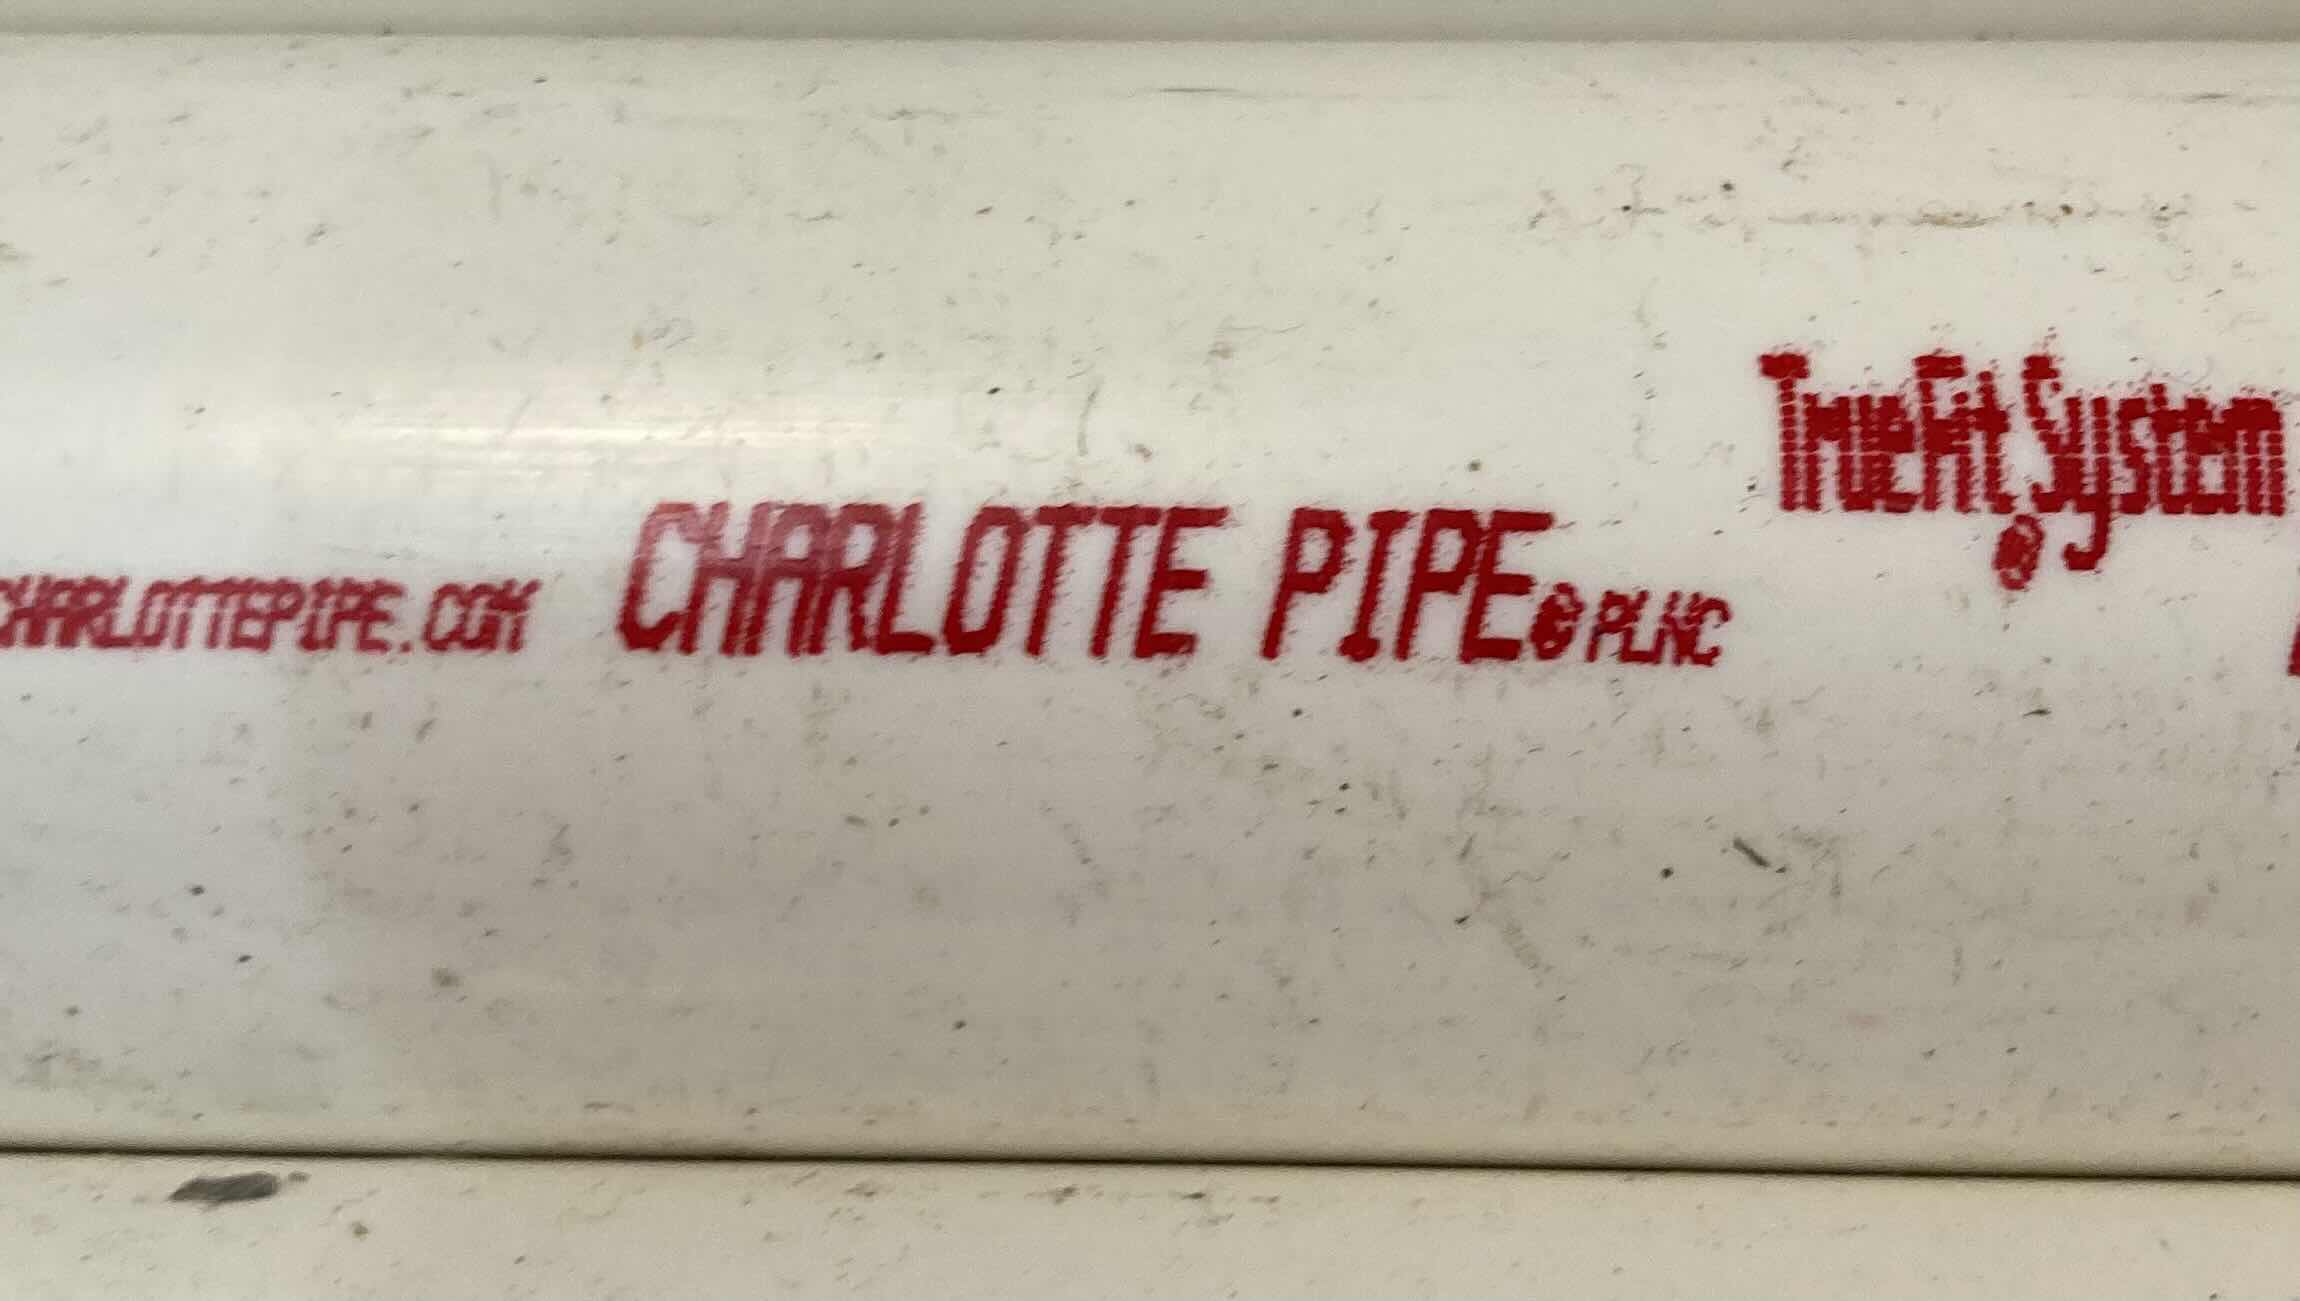 CHARLOTTEPIPE.COM CHARLOTTE PIPE® PLNC TrueFit System
®